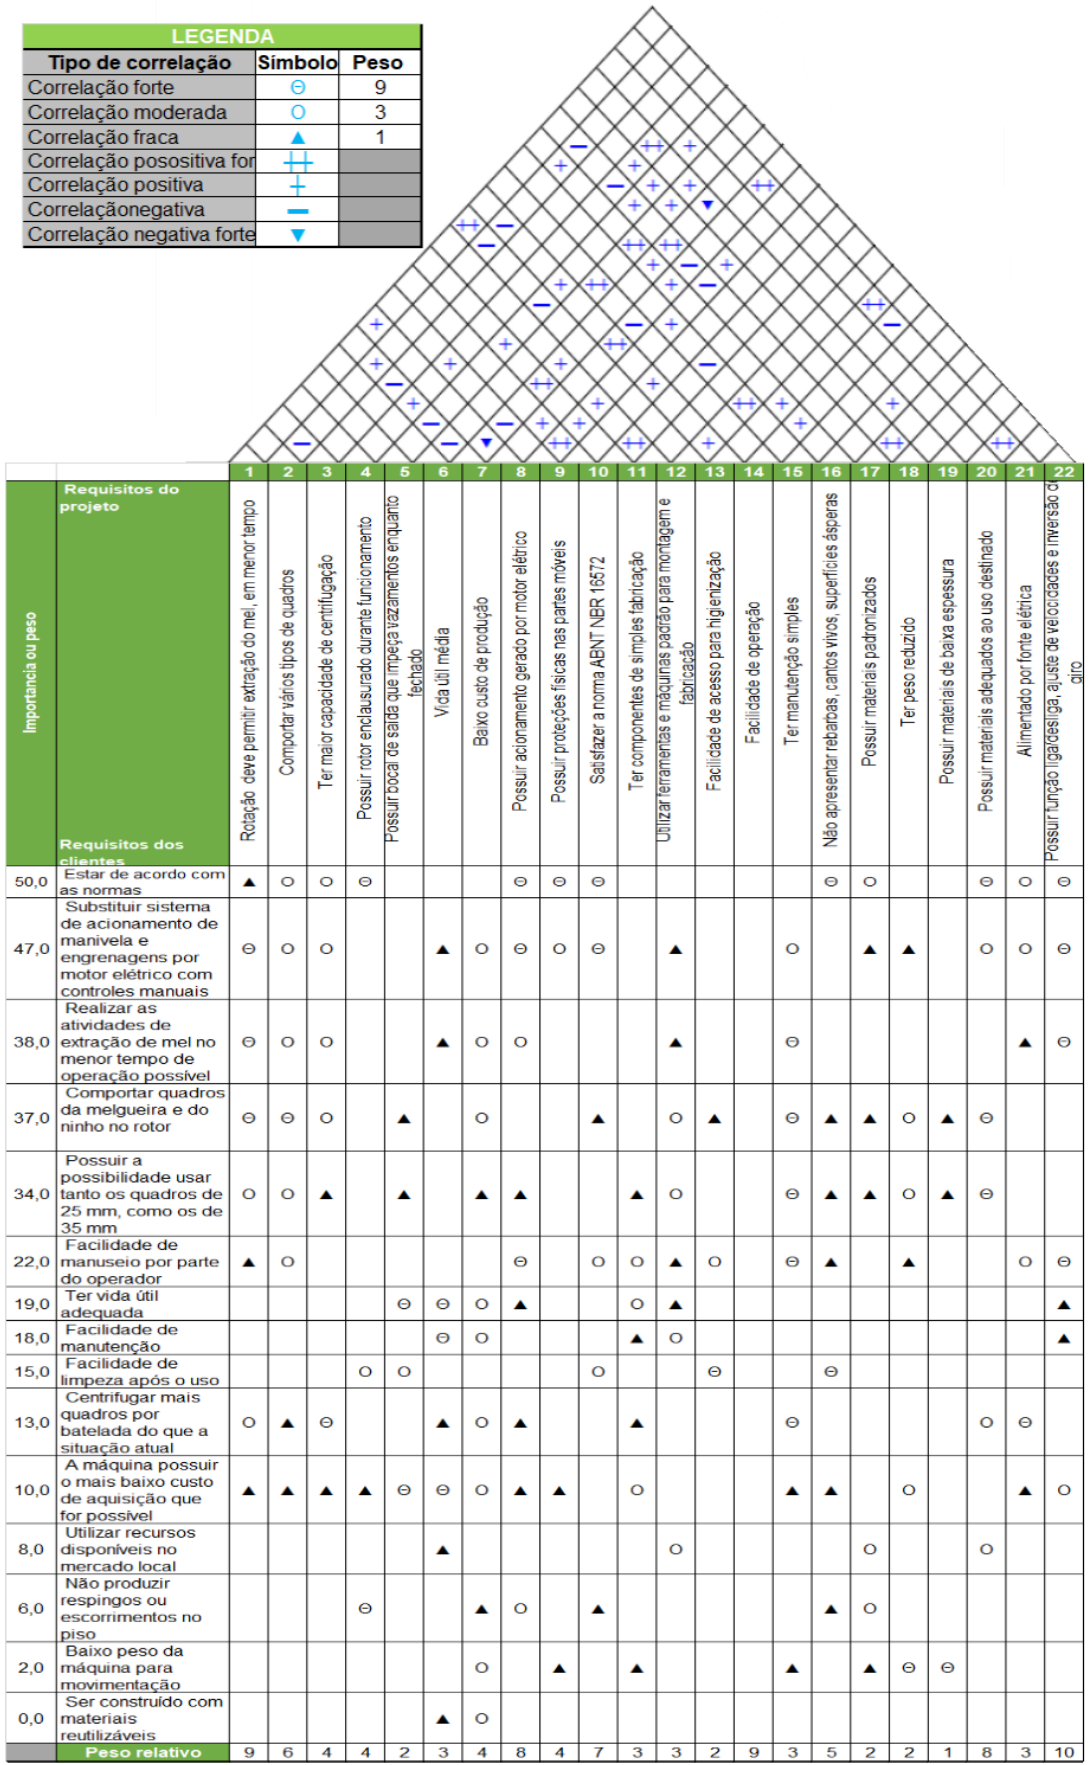 LEGENDA
Tipo de correlação Símbolo Peso
Correlação forte Θ 9
Correlação moderada O 3
Correlação fraca ▲ 1
Correlação pososititva for ╫
Correlação positiva +
Correlaçãonegativa −
Correlação negativa forte ▼
1 2 3 4 5 6 7 8 9 10 11 12 13 14 15 16 17 18 19 20 21 22
Importancia ou peso
Requisitos do
projeto
Requisitos dos
clientes
Rotação deve permitir extração do mel, em menor tempo
Comportar vários tipos de quadros
Ter maior capacidade de centrifugação
Possuir rotor enclausurado durante funcionamento
Possuir bocal de saída que impeça vazamentos enquanto
fechado
Vida útil média
Baixo custo de produção
Possuir acionamento gerado por motor elétrico
Possuir proteções físicas nas partes móveis
Satisfazer a norma ABNT NBR 16572
Ter componentes de simples fabricação
Utilizar ferramentas e máquinas padrão para montagem e
fabricação
Facilidade de acesso para higienização
Facilidade de operação
Ter manutenção simples
Não apresentar rebarbas, cantos vivos, superfícies ásperas
Possuir materiais padronizados
Ter peso reduzido
Possuir materiais de baixa espessura
Possuir materiais adequados ao uso destinado
Alimentado por fonte elétrica
Possuir função liga/desliga, ajuste de velocidades e inversão de
giro
50,0 Estar de acordo com
as normas ▲ O O Θ Θ Θ Θ Θ O Θ O Θ
Substituir sistema
de acionamento de
manivela e
47,0 engrenagens por Θ O O ▲ O Θ O Θ ▲ O ▲ ▲ O O Θ
motor elétrico com
controles manuais
Realizar as
atividades de
38,0 extração de mel no Θ O O ▲ O O ▲ Θ ▲ Θ
menor tempo de
operação possível
Comportar quadros
37,0 da melgueira e do Θ Θ O ▲ O ▲ O ▲ Θ ▲ ▲ O ▲ Θ
ninho no rotor
Possuir a
possibilidade usar
34,0 tanto os quadros de O O ▲ ▲ ▲ ▲ ▲ O Θ ▲ ▲ O ▲ Θ
25 mm, como os de
35 mm
Facilidade de
22,0 manuseio por parte ▲ O Θ O O ▲ O Θ ▲ ▲ O Θ
do operador
19,0 Ter vida útil
adequada Θ Θ O ▲ O ▲ ▲
18,0 Facilidade de
manutenção Θ O ▲ O ▲
15,0 Facilidade de
limpeza após o uso O O O Θ Θ
Centrifugar mais
13,0 quadros por O ▲ Θ ▲ O ▲ ▲ Θ O Θ
batelada do que a
situação atual
A máquina possuir
10,0 o mais baixo custo ▲ ▲ ▲ ▲ Θ Θ O ▲ ▲ O ▲ ▲ O ▲ O
de aquisição que
for possível
Utilizar recursos
8,0 disponíveis no ▲ O O O
mercado local
Não produzir
6,0 respingos ou Θ ▲ O ▲ ▲ O
escorrimentos no
piso
Baixo peso da
2,0 máquina para O ▲ ▲ ▲ ▲ Θ Θ
movimentação
Ser construído com
0,0 materiais ▲ O
reutilizáveis
Peso relativo 9 6 4 4 2 3 4 8 4 7 3 3 2 9 3 5 2 2 1 8 3 10